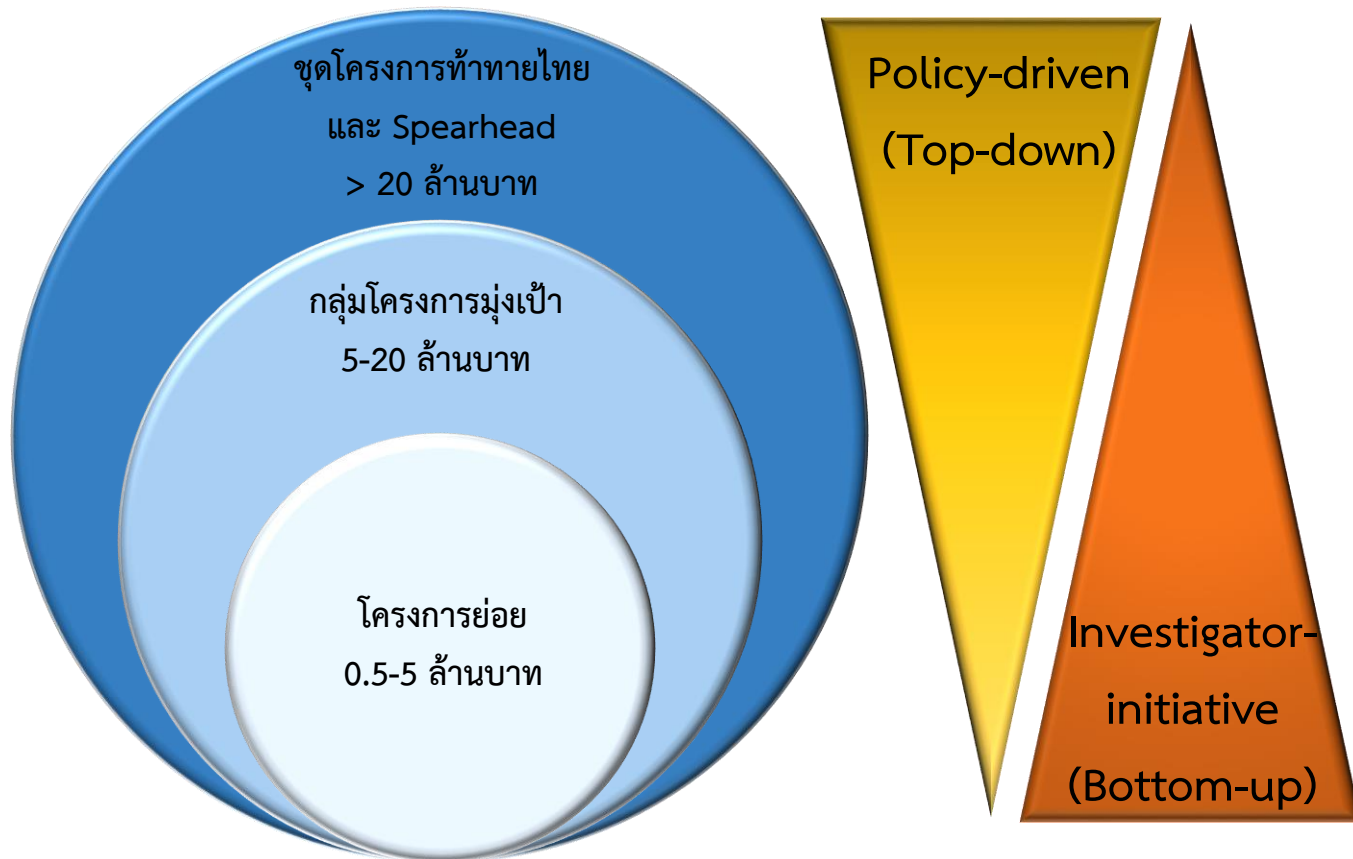 ชุดโครงการท้าทายไทย
และ Spearhead
> 20 ล้านบาท
กลุ่มโครงการมุ่งเป้า
5-20 ล้านบาท
โครงการย่อย
0.5-5 ล้านบาท
Policy-driven
(Top-down)
Investigator-
initiative
(Bottom-up)